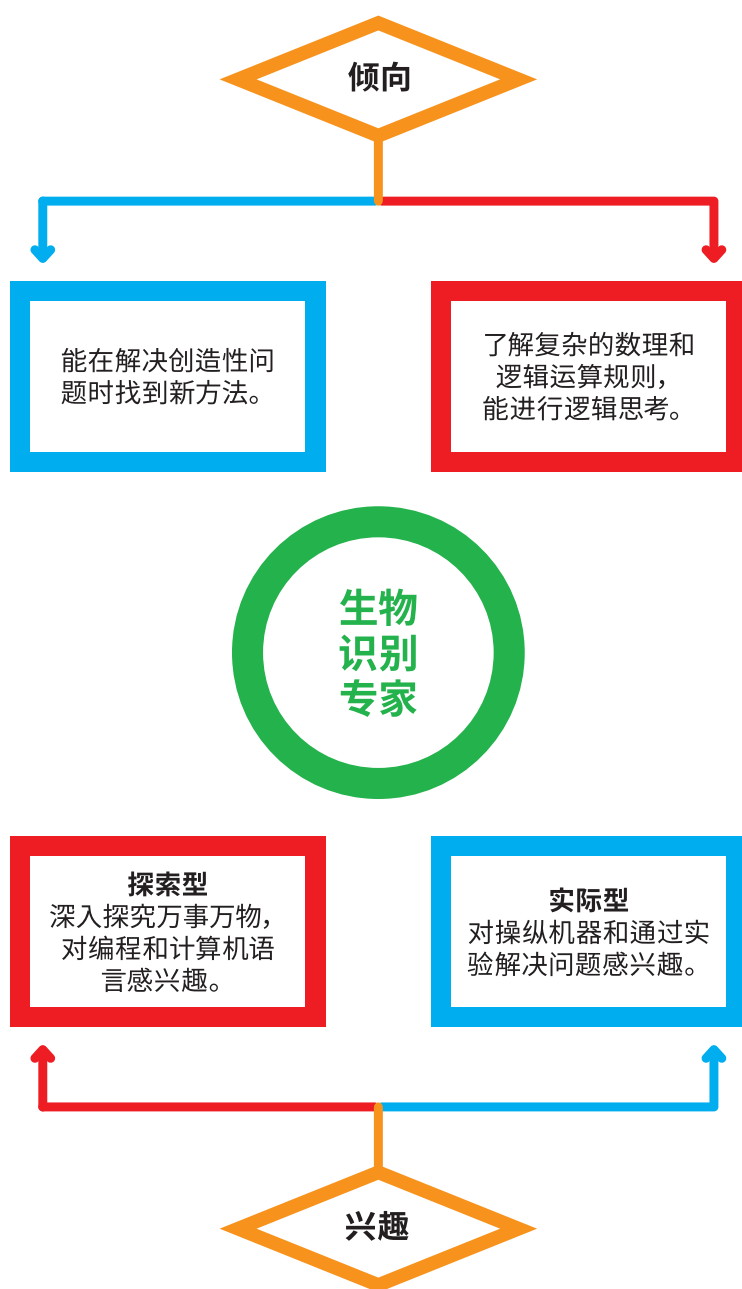 倾向
能在解决创造性问
题时找到新方法。
了解复杂的数理和
逻辑运算规则，
能进行逻辑思考。
生物
识别
专家
探索型
深入探究万事万物，
对编程和计算机语
言感兴趣。
实际型
对操纵机器和通过实
验解决问题感兴趣。
兴趣